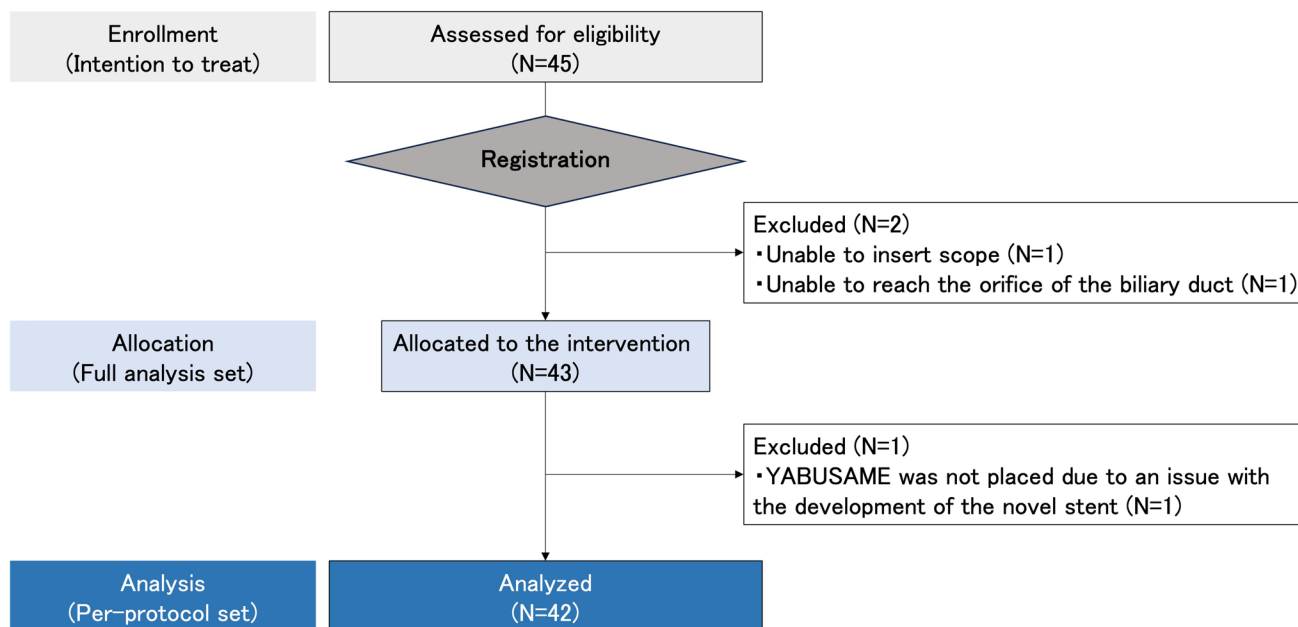 Enrollment
(Intention to treat)
Assessed for eligibility
(N=45)
Registration
Excluded (N=2)
・Unable to insert scope (N=1)
・Unable to reach the orifice of the biliary duct (N=1)
Allocation
(Full analysis set)
Allocated to the intervention
(N=43)
Excluded (N=1)
・YABUSAME was not placed due to an issue with
the development of the novel stent (N=1)
Analysis
(Per-protocol set)
Analyzed
(N=42)